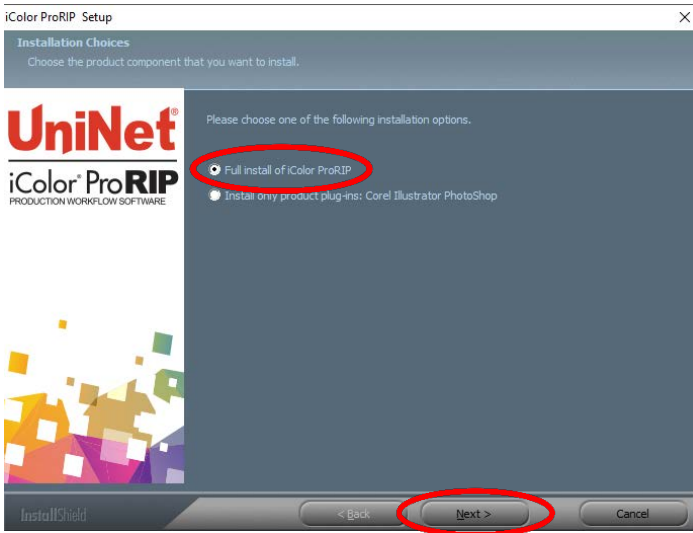 iColor ProRIP Setup
Installation Choices
Choose the product component that you want to install.
UniNet®
iColor® ProRIP
PRODUCTION WORKFLOW SOFTWARE
Please choose one of the following installation options.
Full install of iColor ProRIP
Install only product plug-ins: Corel Illustrator PhotoShop
InstallShield
< Back
Next >
Cancel